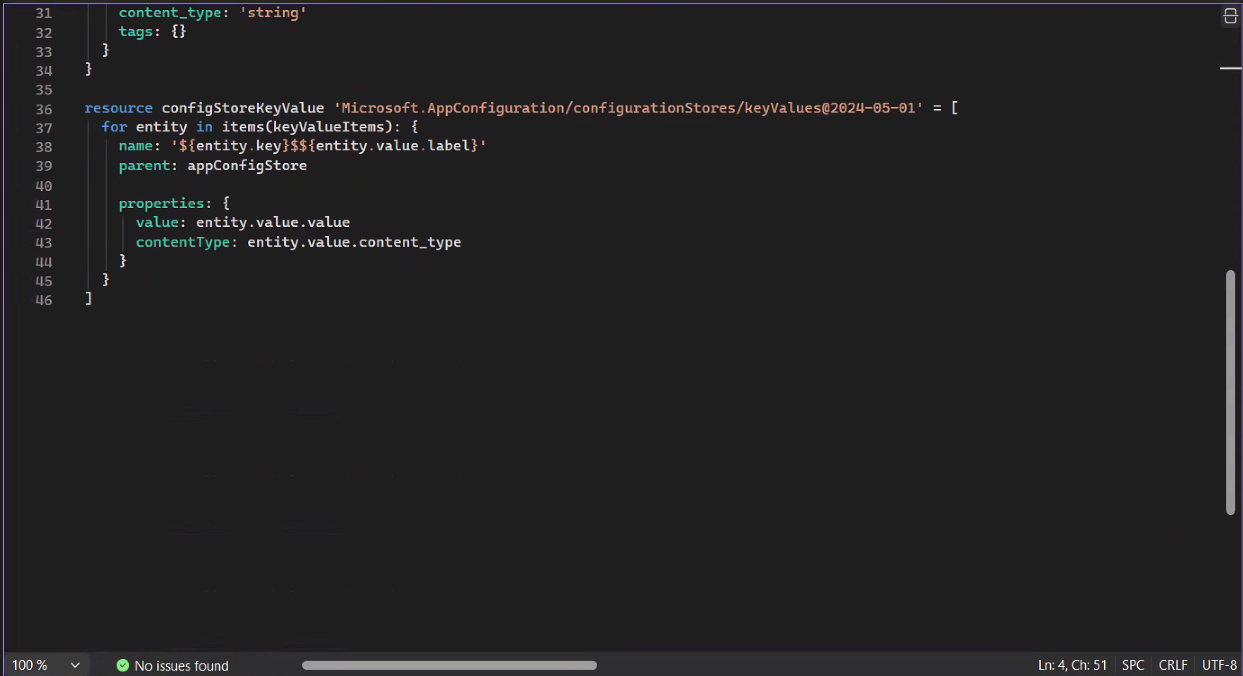 31 content_type: 'string'
32 tags: {}
33 }
34 }
35
36 resource configStoreKeyValue 'Microsoft.AppConfiguration/configurationStores/keyValues@2024-05-01' = [
37 for entity in items(keyValueItems): {
38 name: '${entity.key}$${entity.value.label}'
39 parent: appConfigStore
40
41 properties: {
42 value: entity.value.value
43 contentType: entity.value.content_type
44 }
45 }
46 ]
100 % No issues found Ln: 4, Ch: 51 SPC CRLF UTF-8